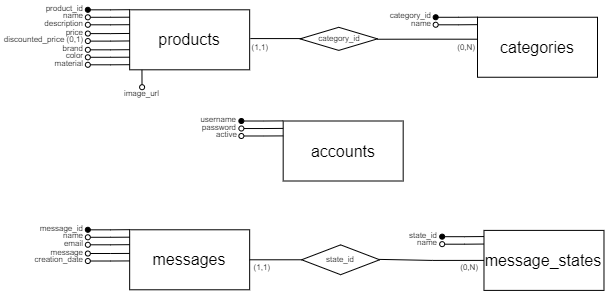 product_id
name
description
price
discounted_price (0,1)
brand
color
material
image_url
products
(1,1)
category_id
category_id
name
(0,N)
categories
username
password
active
accounts
message_id
name
email
message
creation_date
messages
(1,1)
state_id
state_id
name
(0,N)
message_states